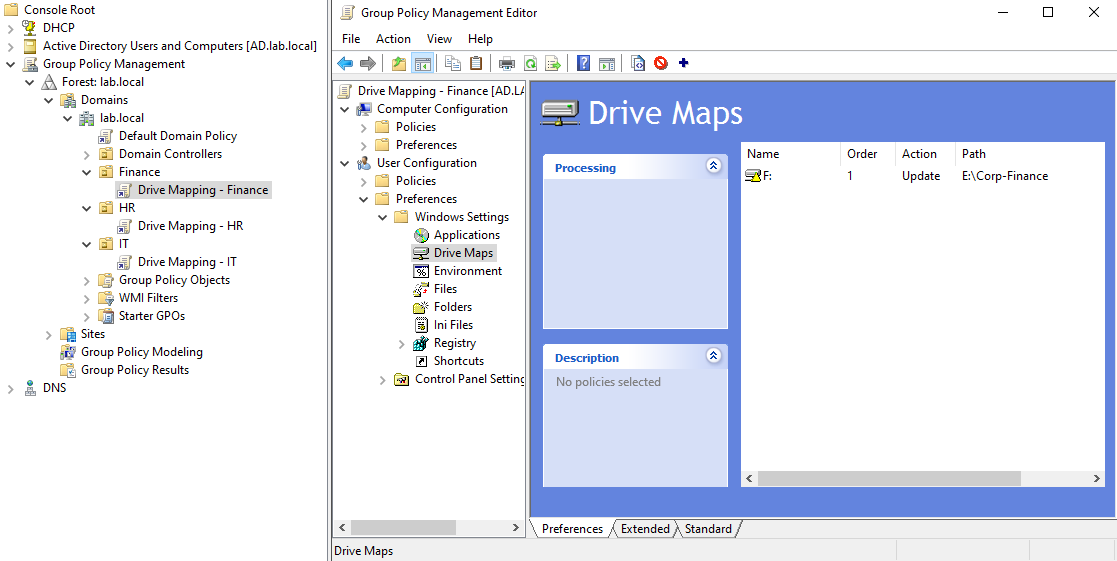 Console Root
DHCP
Active Directory Users and Computers [AD.lab.local]
Group Policy Management
Forest: lab.local
Domains
lab.local
Default Domain Policy
Domain Controllers
Finance
Drive Mapping - Finance
HR
Drive Mapping - HR
IT
Drive Mapping - IT
Group Policy Objects
WMI Filters
Starter GPOs
Sites
Group Policy Modeling
Group Policy Results
DNS
Group Policy Management Editor
File Action View Help
Drive Mapping - Finance [AD.LA
Computer Configuration
Policies
Preferences
User Configuration
Policies
Preferences
Windows Settings
Applications
Drive Maps
Environment
Files
Folders
Ini Files
Registry
Shortcuts
Control Panel Setting
Drive Maps
Processing
Description
No policies selected
Name Order Action Path
F: 1 Update E:\Corp-Finance
Preferences Extended Standard
Drive Maps